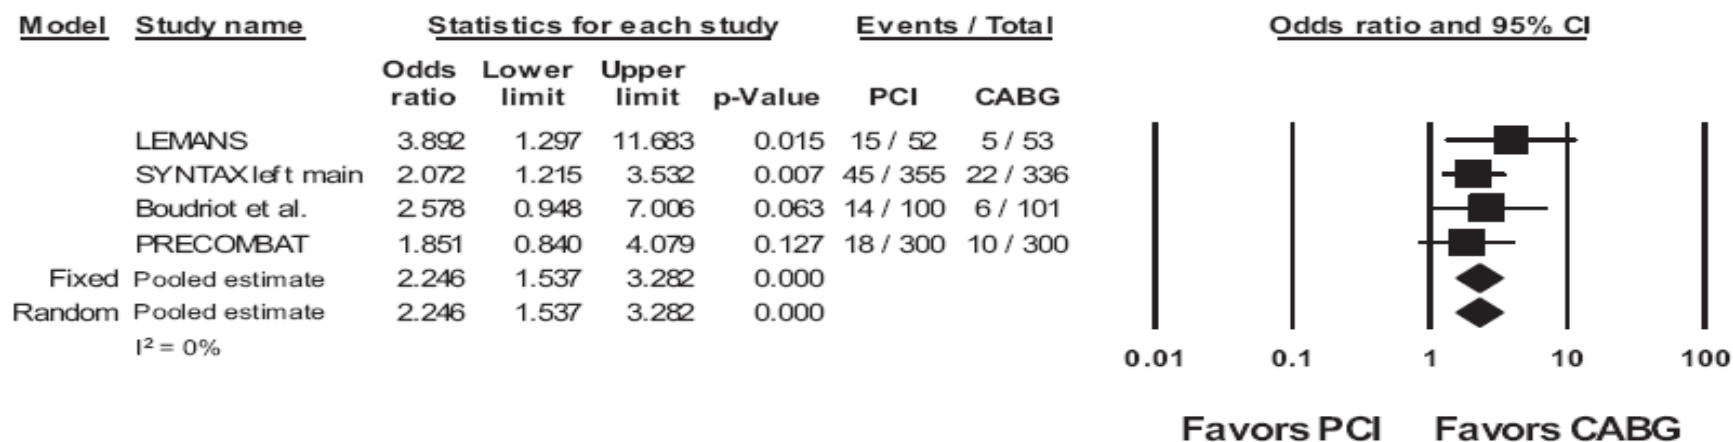 Model Study name Statistics for each study Events / Total Odds ratio and 95% CI
Odds ratio Lower limit Upper limit p-Value PCI CABG
LEMANS 3.892 1.297 11.683 0.015 15 / 52 5 / 53
SYNTAX left main 2.072 1.215 3.532 0.007 45 / 355 22 / 336
Boudriot et al. 2.578 0.948 7.006 0.063 14 / 100 6 / 101
PRECOMBAT 1.851 0.840 4.079 0.127 18 / 300 10 / 300
Fixed Pooled estimate 2.246 1.537 3.282 0.000
Random Pooled estimate 2.246 1.537 3.282 0.000
I² = 0%
0.01 0.1 1 10 100
Favors PCI Favors CABG